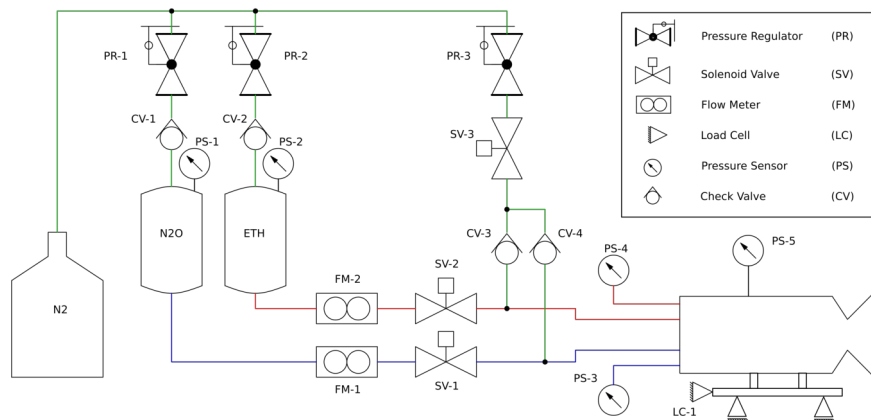 PR-1
PR-2
PR-3
Pressure Regulator (PR)
Solenoid Valve (SV)
Flow Meter (FM)
Load Cell (LC)
Pressure Sensor (PS)
Check Valve (CV)
CV-1
CV-2
PS-1
PS-2
SV-3
N2O
ETH
CV-3
CV-4
PS-4
PS-5
FM-2
SV-2
N2
FM-1
SV-1
PS-3
LC-1